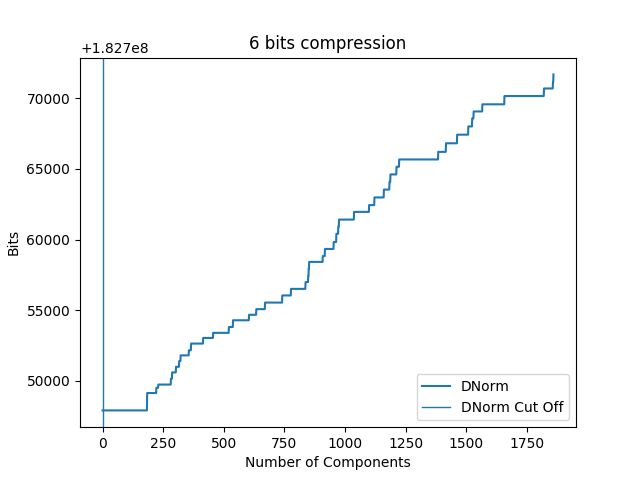 6 bits compression
+1.827e8
70000
65000
60000
55000
50000
Bits
0 250 500 750 1000 1250 1500 1750
Number of Components
DNorm
DNorm Cut Off